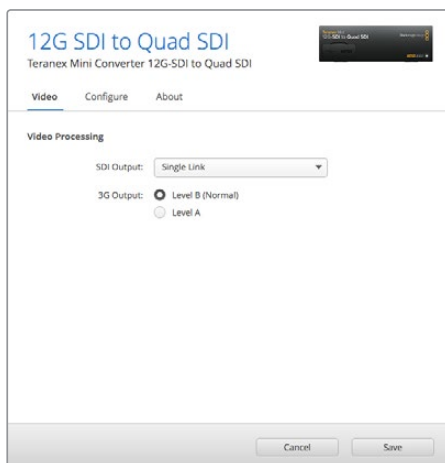 12G SDI to Quad SDI
Teranex Mini Converter 12G-SDI to Quad SDI
Video Configure About
Video Processing
SDI Output: Single Link
3G Output: Level B (Normal)
Level A
Cancel Save